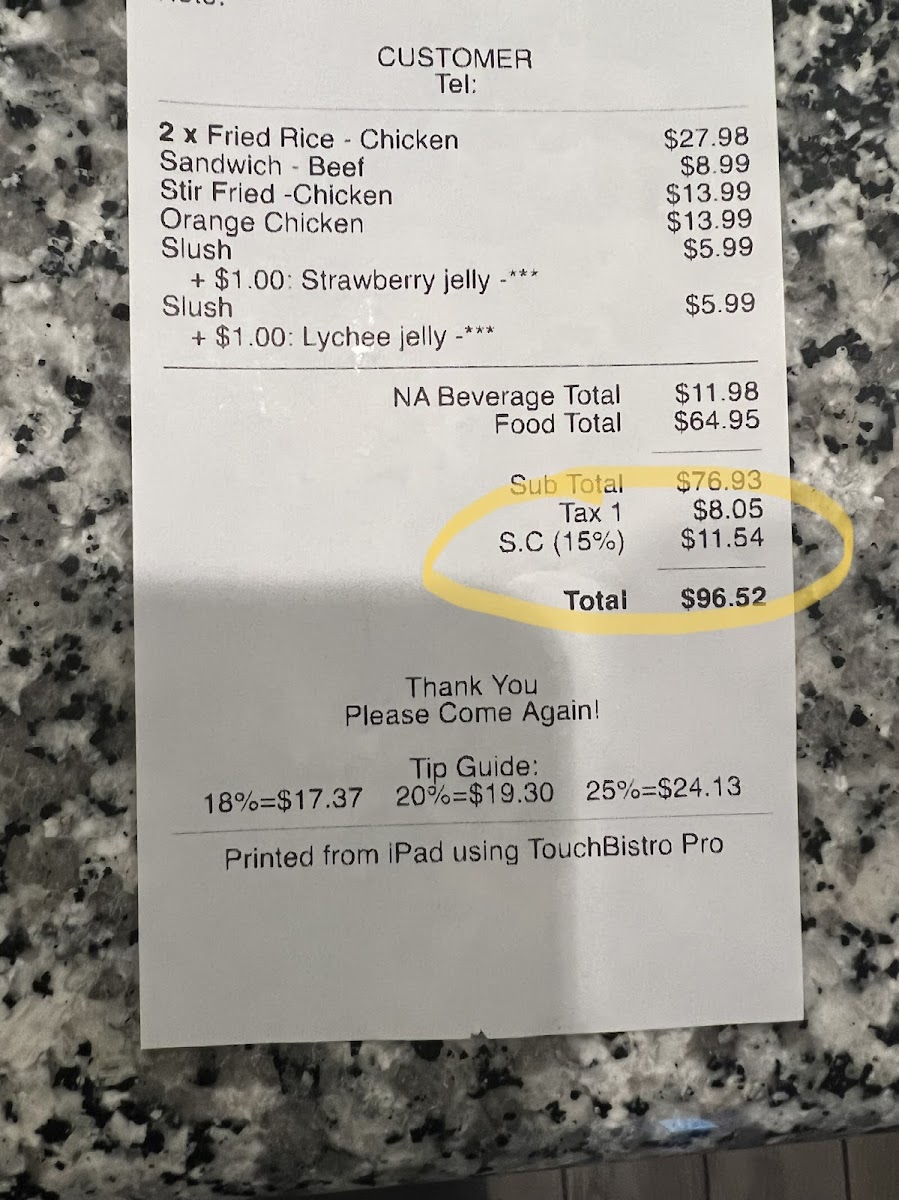 CUSTOMER
Tel:
2 x Fried Rice - Chicken $27.98
Sandwich - Beef $8.99
Stir Fried -Chicken $13.99
Orange Chicken $13.99
Slush $5.99
+ $1.00: Strawberry jelly -***
Slush $5.99
+ $1.00: Lychee jelly -***
NA Beverage Total $11.98
Food Total $64.95
Sub Total $76.93
Tax 1 $8.05
S.C (15%) $11.54
Total $96.52
Thank You
Please Come Again!
Tip Guide:
18%=$17.37 20%=$19.30 25%=$24.13
Printed from iPad using TouchBistro Pro